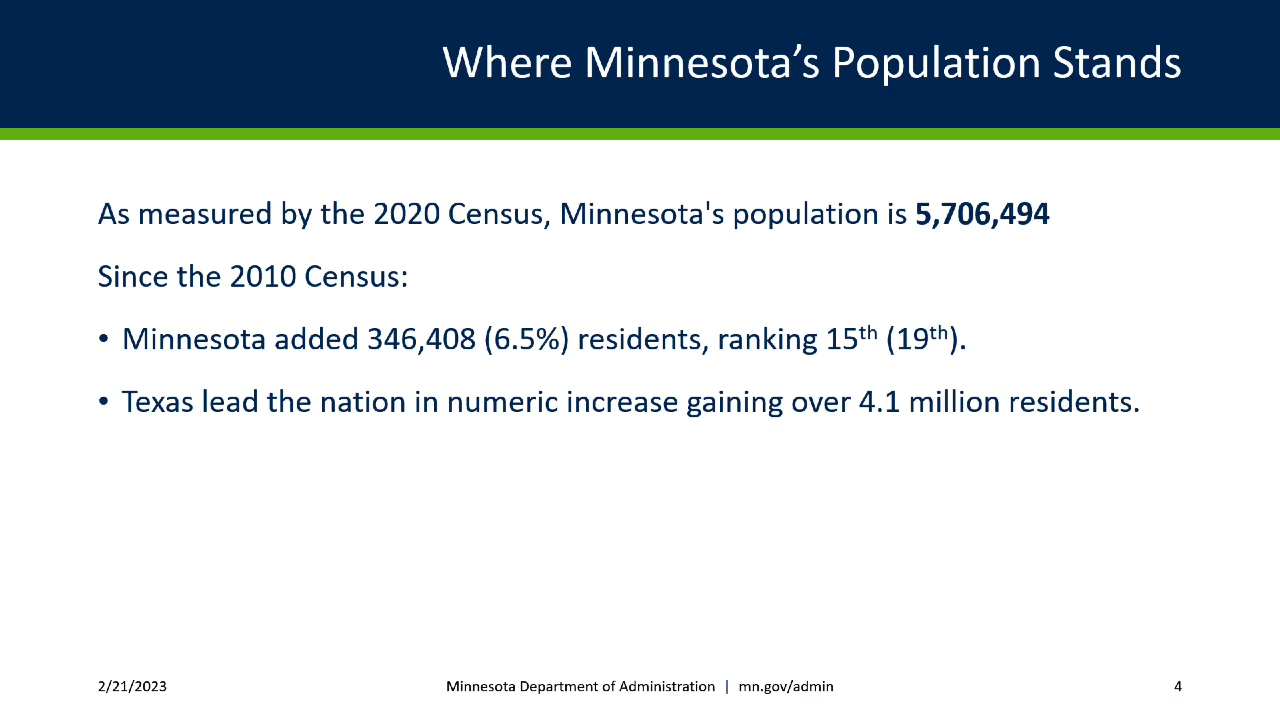 Where Minnesota’s Population Stands
As measured by the 2020 Census, Minnesota's population is 5,706,494
Since the 2010 Census:
• Minnesota added 346,408 (6.5%) residents, ranking 15th (19th).
• Texas lead the nation in numeric increase gaining over 4.1 million residents.
2/21/2023 Minnesota Department of Administration | mn.gov/admin 4